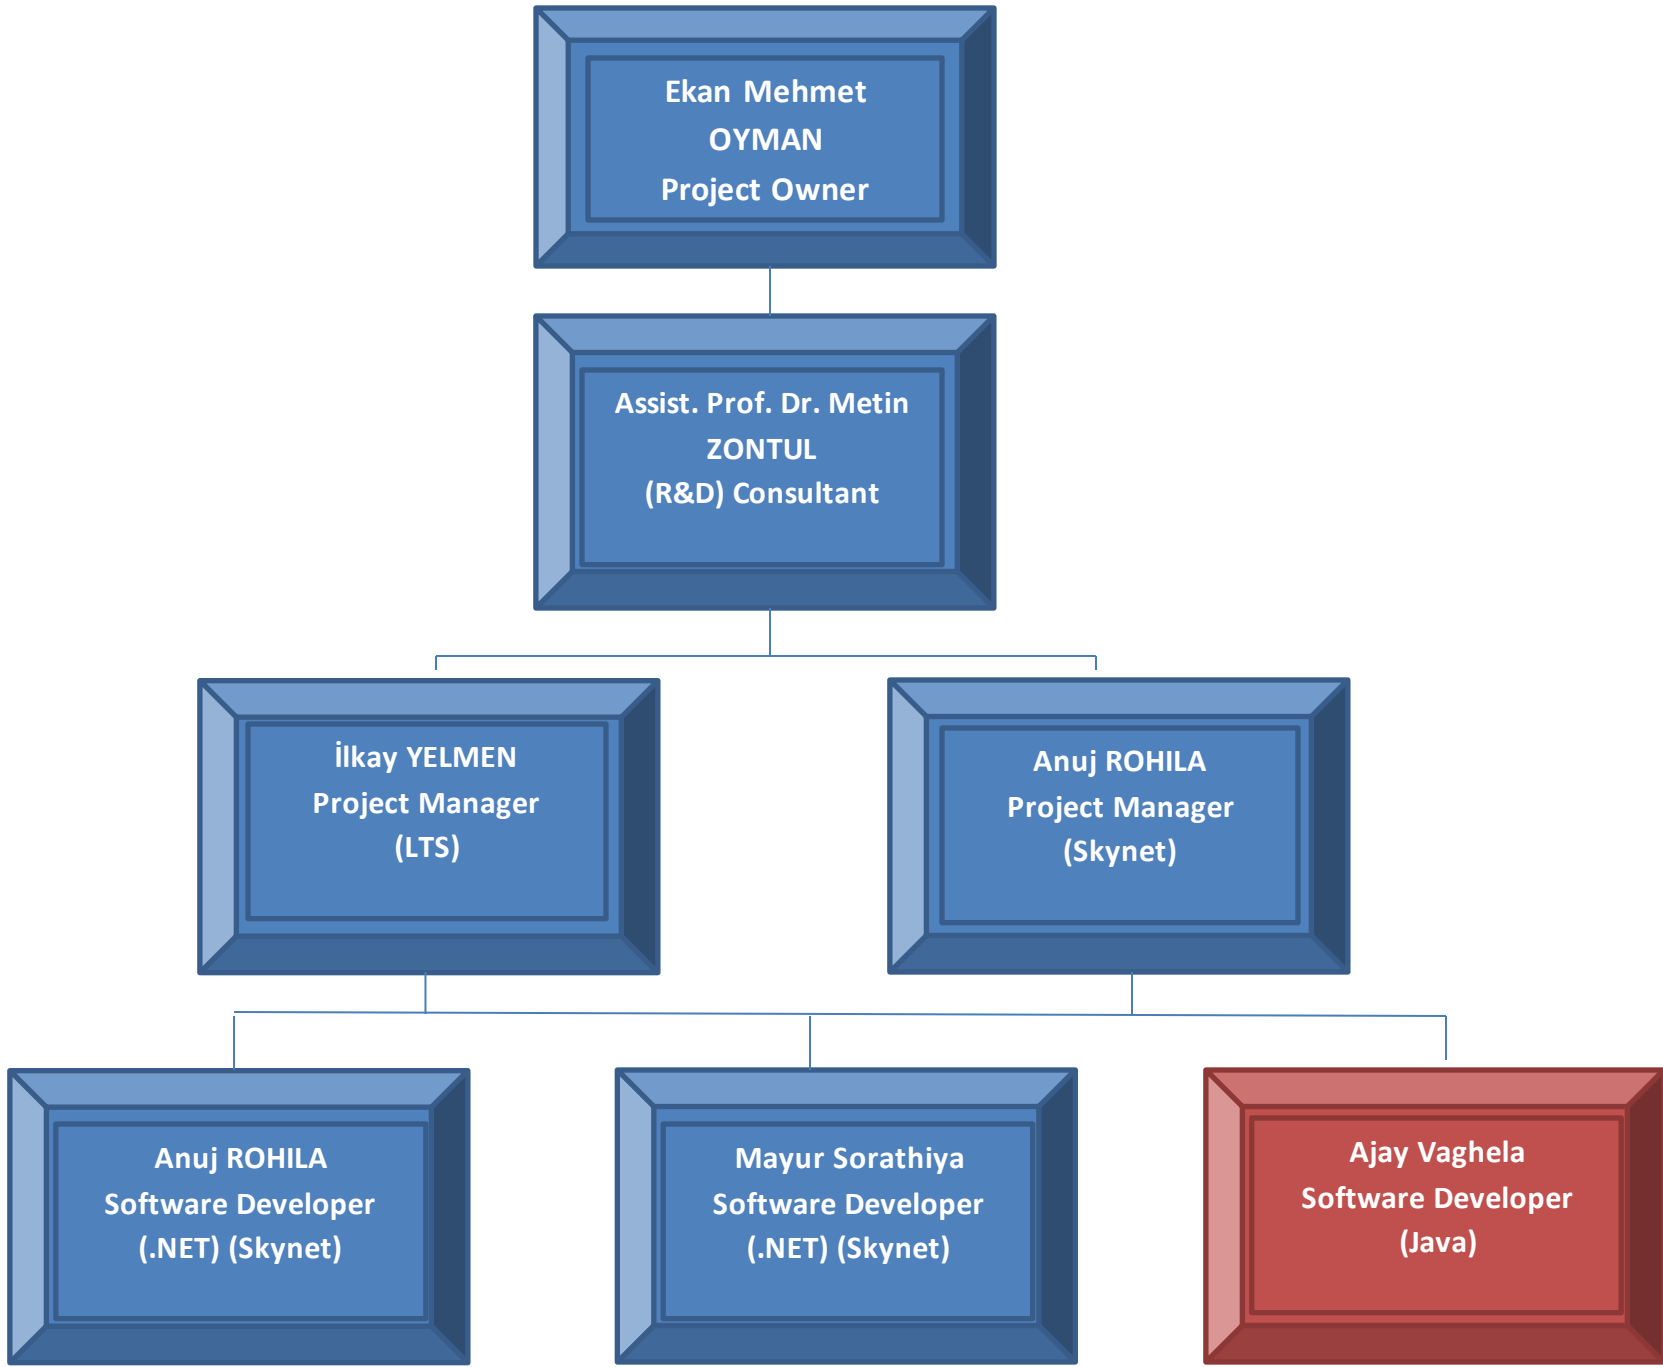 Ekan Mehmet
OYMAN
Project Owner
Assist. Prof. Dr. Metin
ZONTUL
(R&D) Consultant
İlkay YELMEN
Project Manager
(LTS)
Anuj ROHILA
Project Manager
(Skynet)
Anuj ROHILA
Software Developer
(.NET) (Skynet)
Mayur Sorathiya
Software Developer
(.NET) (Skynet)
Ajay Vaghela
Software Developer
(Java)